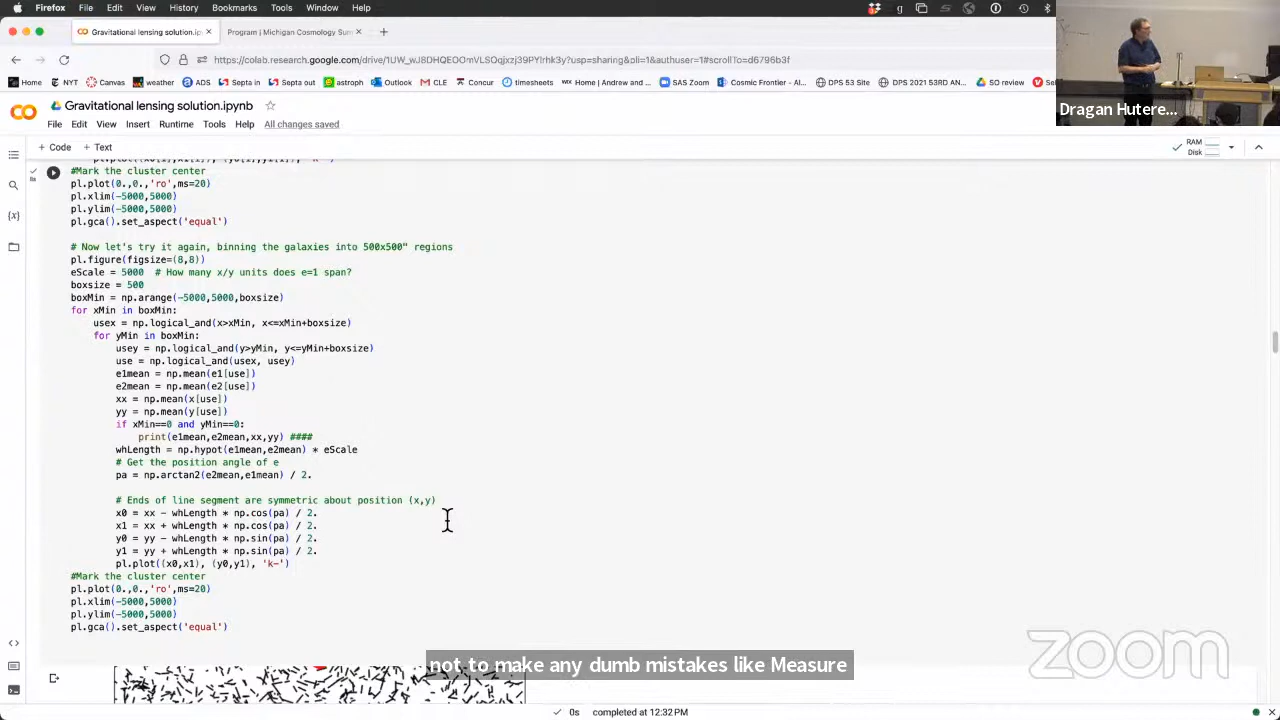 Firefox File Edit View History Bookmarks Tools Window Help
Gravitational lensing solution.i
Program | Michigan Cosmology Sum
https://colab.research.google.com/drive/1UW_wJ8DHQEOOmVLSQqjxzj39PYIrhk3y?usp=sharing&pli=1&authuser=1#scrollTo=d6796b3f
Home NYT Canvas weather ADS Septa in Septa out astroph Outlook CLE Concur timesheets Home | Andrew and ... SAS Zoom Cosmic Frontier - ... DPS 53 Site DPS 2021 53RD AN... SO review
Gravitational lensing solution.ipynb
File Edit View Insert Runtime Tools Help All changes saved
+ Code + Text
RAM
Disk
#Mark the cluster center
pl.plot(0.,0.,'ro',ms=20)
pl.xlim(-5000,5000)
pl.ylim(-5000,5000)
pl.gca().set_aspect('equal')
# Now let's try it again, binning the galaxies into 500x500" regions
pl.figure(figsize=(8,8))
eScale = 5000 # How many x/y units does e=1 span?
boxsize = 500
boxMin = np.arange(-5000,5000,boxsize)
for xMin in boxMin:
usex = np.logical_and(x>xMin, x<=xMin+boxsize)
for yMin in boxMin:
usey = np.logical_and(y>yMin, y<=yMin+boxsize)
use = np.logical_and(usex, usey)
e1mean = np.mean(e1[use])
e2mean = np.mean(e2[use])
xx = np.mean(x[use])
yy = np.mean(y[use])
if xMin==0 and yMin==0:
print(e1mean,e2mean,xx,yy) ####
whLength = np.hypot(e1mean,e2mean) * eScale
# Get the position angle of e
pa = np.arctan2(e2mean,e1mean) / 2.
# Ends of line segment are symmetric about position (x,y)
x0 = xx - whLength * np.cos(pa) / 2.
x1 = xx + whLength * np.cos(pa) / 2.
y0 = yy - whLength * np.sin(pa) / 2.
y1 = yy + whLength * np.sin(pa) / 2.
pl.plot((x0,x1), (y0,y1), 'k-')
#Mark the cluster center
pl.plot(0.,0.,'ro',ms=20)
pl.xlim(-5000,5000)
pl.ylim(-5000,5000)
pl.gca().set_aspect('equal')
not to make any dumb mistakes like Measure
0s completed at 12:32 PM
Dragan Hutere...
zoom